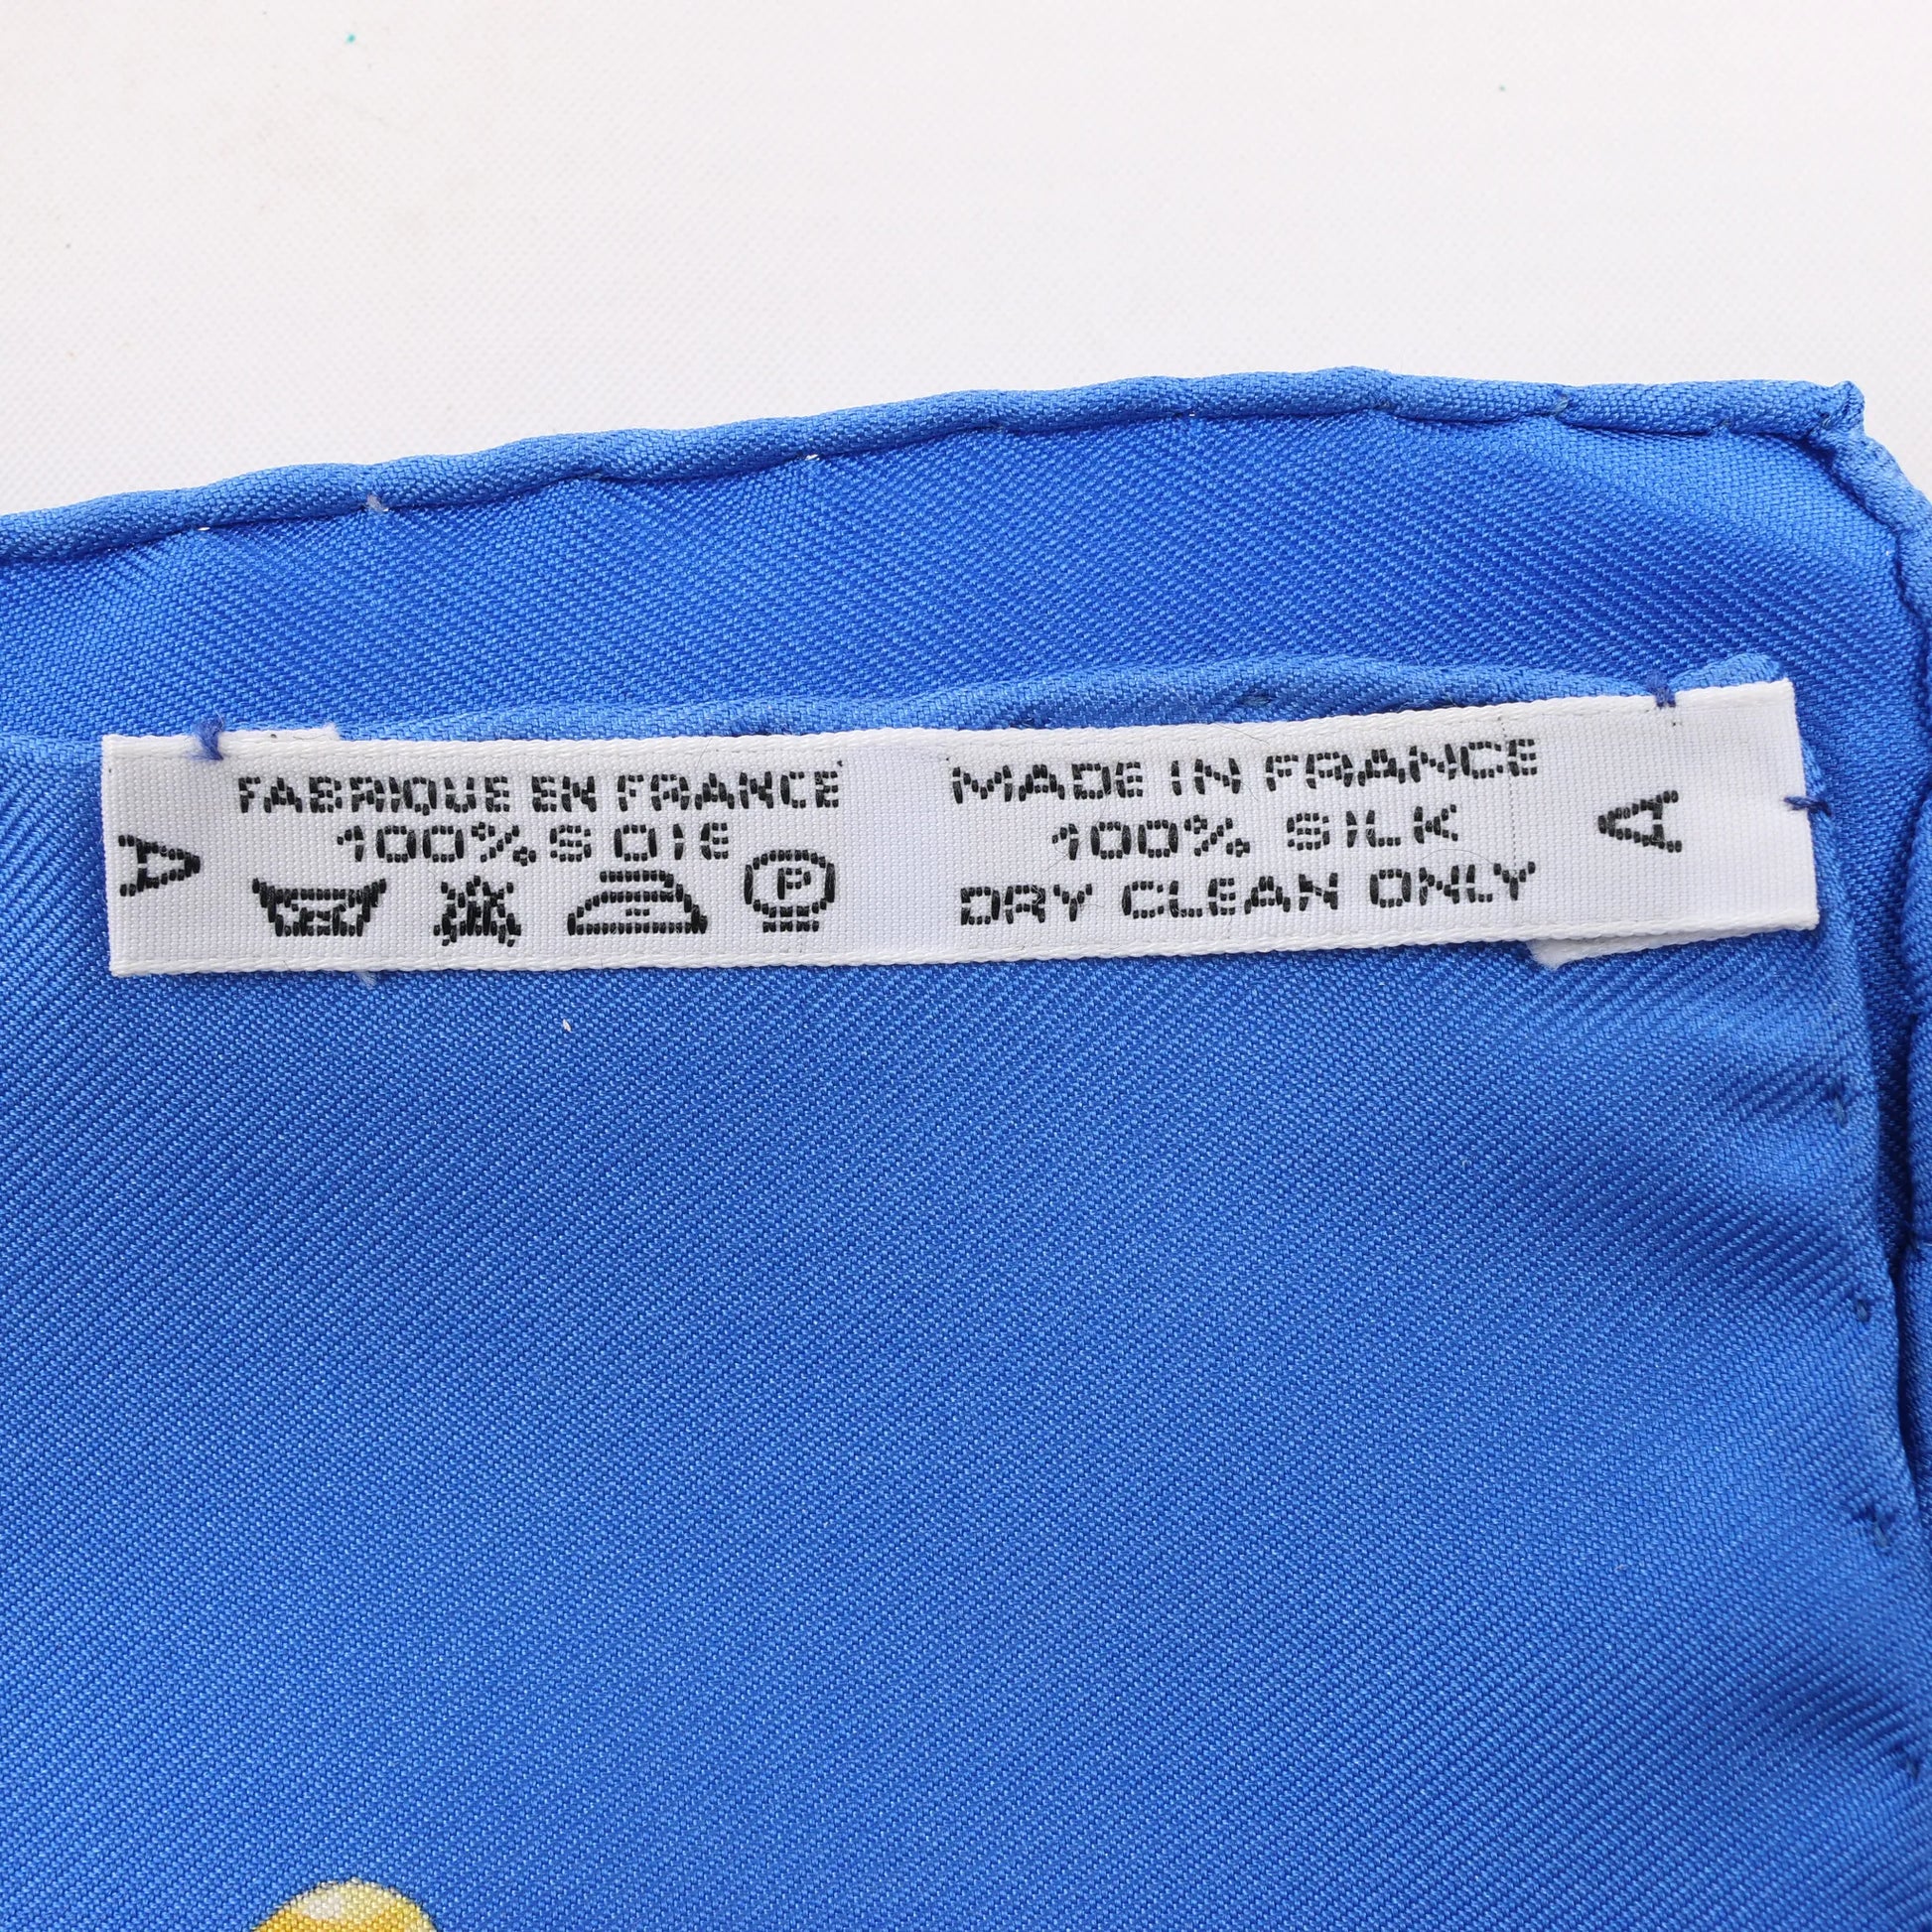 A
FABRIQUE EN FRANCE
100% SOIE
P
MADE IN FRANCE
100% SILK
DRY CLEAN ONLY
A